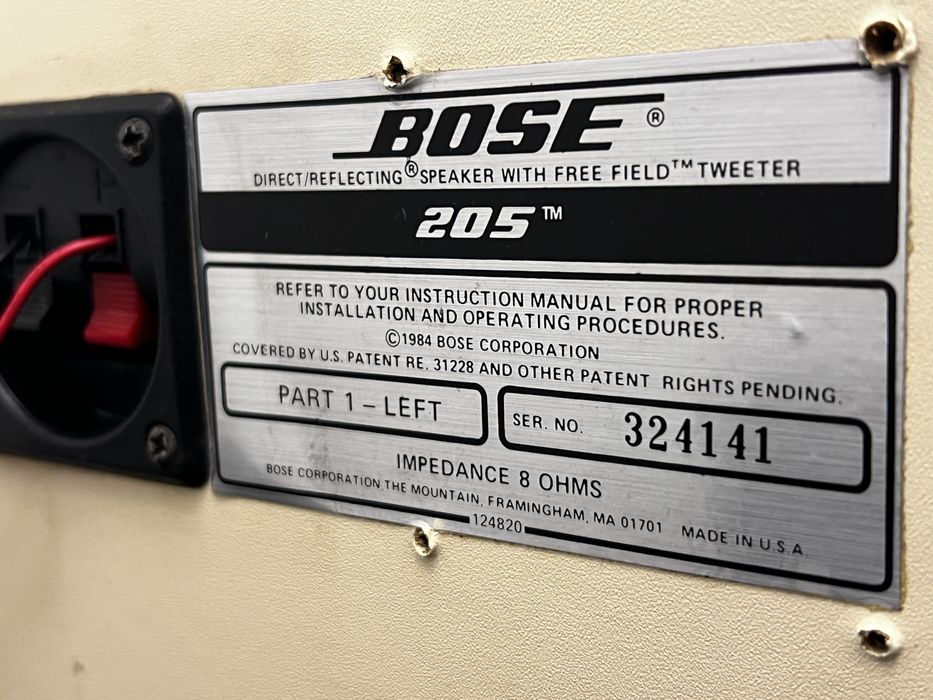 BOSE®
DIRECT/REFLECTING® SPEAKER WITH FREE FIELD™ TWEETER
205™
REFER TO YOUR INSTRUCTION MANUAL FOR PROPER
INSTALLATION AND OPERATING PROCEDURES.
©1984 BOSE CORPORATION
COVERED BY U.S. PATENT RE. 31228 AND OTHER PATENT RIGHTS PENDING.
PART 1 – LEFT
SER. NO. 324141
IMPEDANCE 8 OHMS
BOSE CORPORATION, THE MOUNTAIN, FRAMINGHAM, MA 01701 MADE IN U.S.A
124820